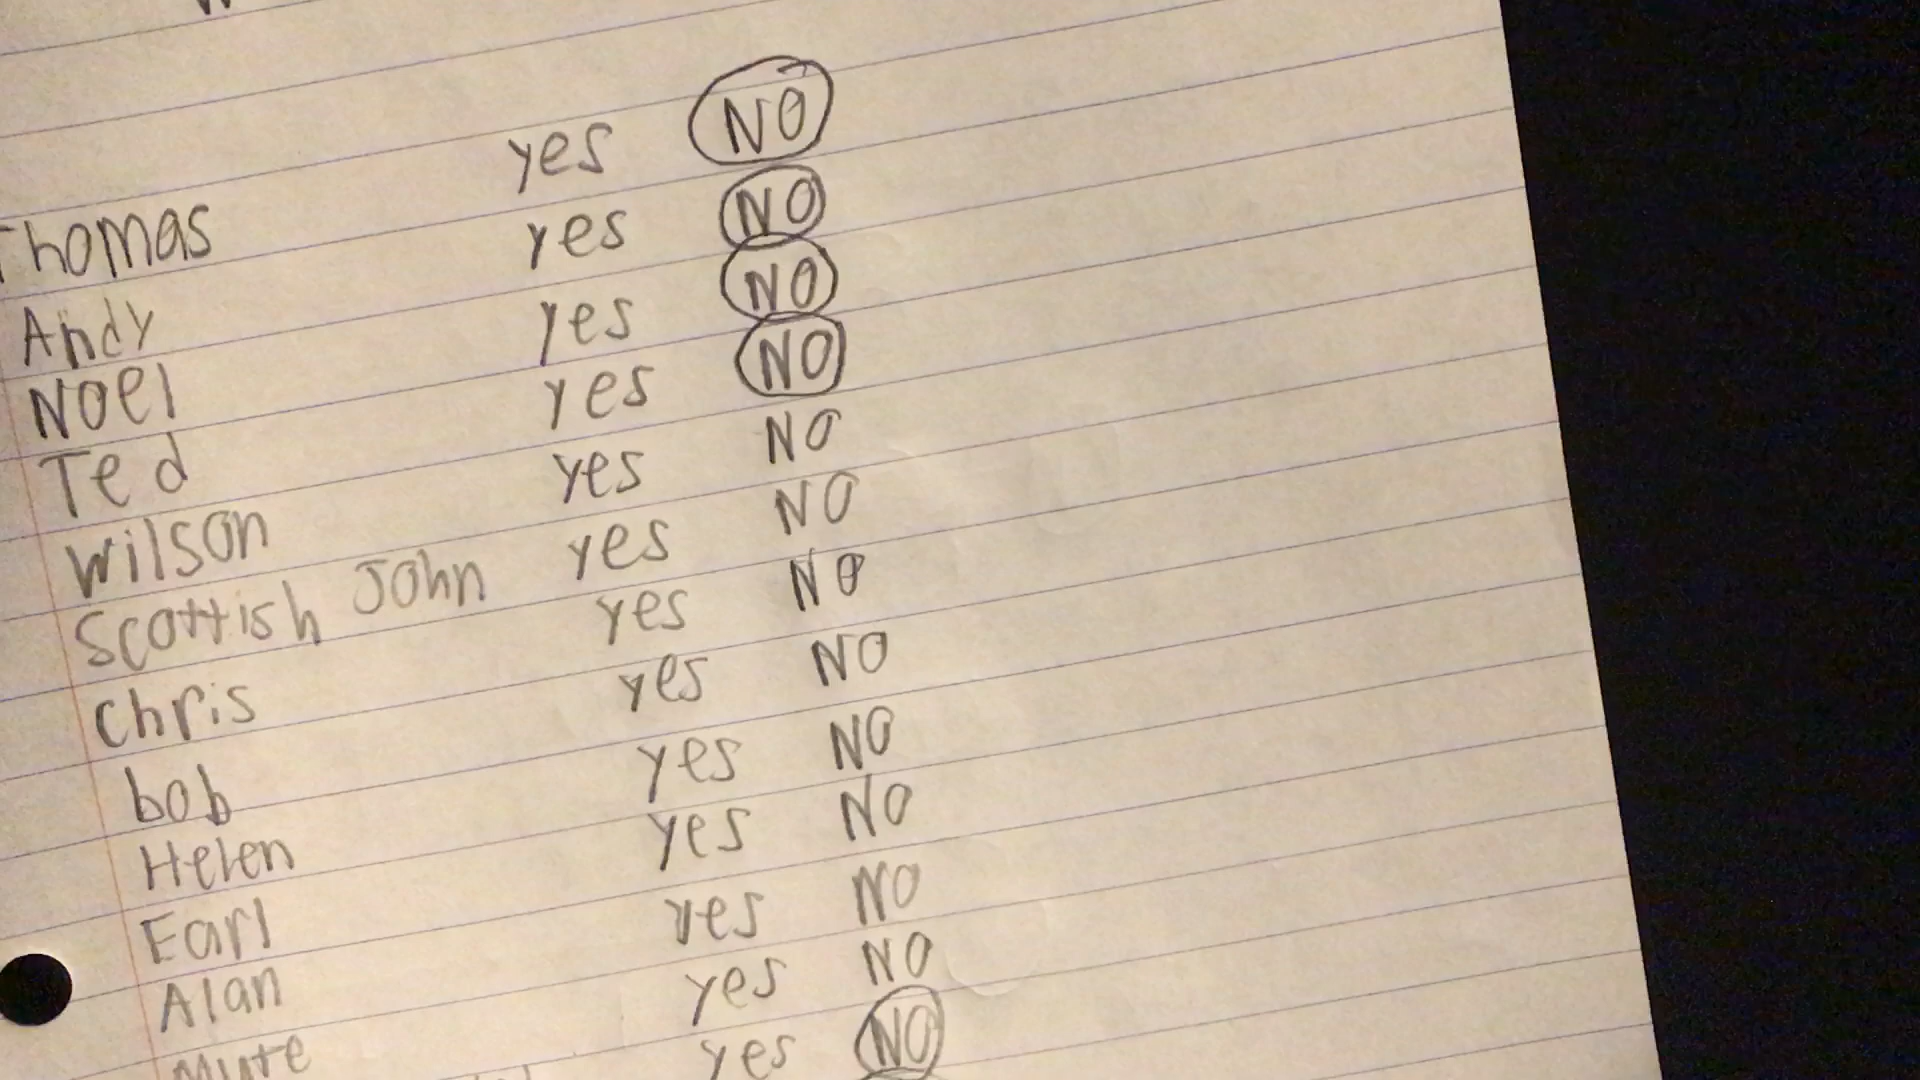 Thomas yes NO
Andy yes NO
Noel yes NO
Ted yes NO
Wilson yes NO
Scottish John yes NO
Chris yes NO
bob yes NO
Helen yes NO
Earl yes NO
Alan yes NO
Mute yes NO
yes NO